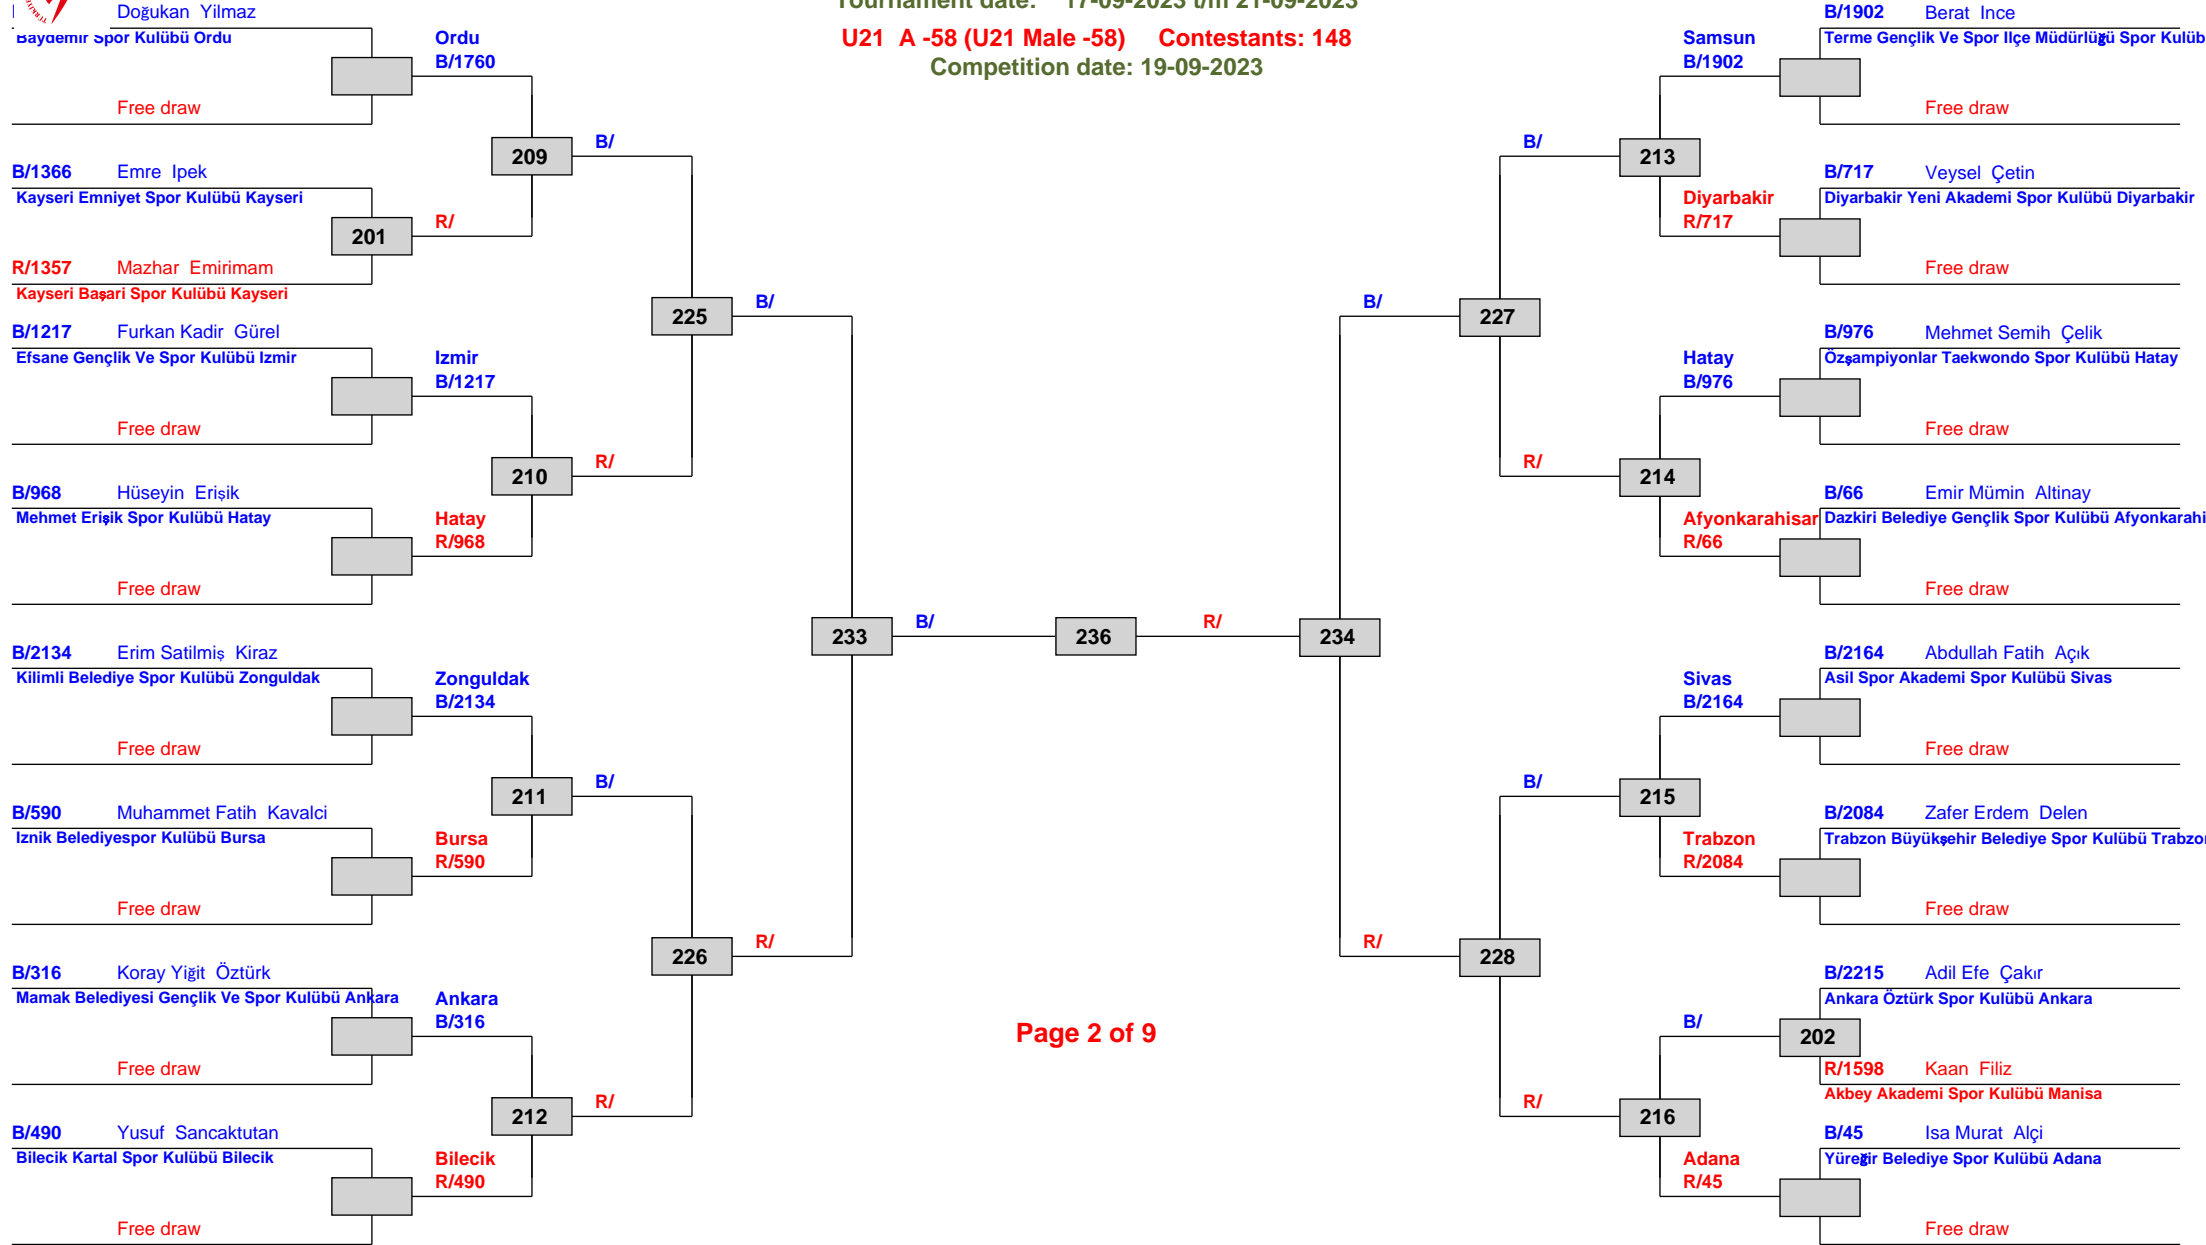 Tournament date: 17-09-2023 t/m 21-09-2023
U21 A -58 (U21 Male -58) Contestants: 148
Competition date: 19-09-2023
Doğukan Yilmaz
Baydemir Spor Kulübü Ordu
Free draw
Ordu
B/1760
B/1366 Emre Ipek
Kayseri Emniyet Spor Kulübü Kayseri
201
R/1357 Mazhar Emirimam
Kayseri Başari Spor Kulübü Kayseri
R/
209
B/
B/1217 Furkan Kadir Gürel
Efsane Gençlik Ve Spor Kulübü Izmir
Free draw
Izmir
B/1217
B/968 Hüseyin Erişik
Mehmet Erişik Spor Kulübü Hatay
Free draw
Hatay
R/968
210
R/
225
B/
B/2134 Erim Satilmiş Kiraz
Kilimli Belediye Spor Kulübü Zonguldak
Free draw
Zonguldak
B/2134
B/590 Muhammet Fatih Kavalci
Iznik Belediyespor Kulübü Bursa
Free draw
Bursa
R/590
211
B/
B/316 Koray Yiğit Öztürk
Mamak Belediyesi Gençlik Ve Spor Kulübü Ankara
Free draw
Ankara
B/316
B/490 Yusuf Sancaktutan
Bilecik Kartal Spor Kulübü Bilecik
Free draw
Bilecik
R/490
212
R/
226
R/
233
B/
236
R/
234
B/
227
B/
213
Samsun
B/1902
B/1902 Berat Ince
Terme Gençlik Ve Spor Ilçe Müdürlüğü Spor Kulüb
Free draw
Diyarbakir
R/717
B/717 Veysel Çetin
Diyarbakir Yeni Akademi Spor Kulübü Diyarbakir
Free draw
R/
214
Hatay
B/976
B/976 Mehmet Semih Çelik
Özşampiyonlar Taekwondo Spor Kulübü Hatay
Free draw
Afyonkarahisar
R/66
B/66 Emir Mümin Altinay
Dazkiri Belediye Gençlik Spor Kulübü Afyonkarahi
Free draw
R/
228
B/
215
Sivas
B/2164
B/2164 Abdullah Fatih Açık
Asil Spor Akademi Spor Kulübü Sivas
Free draw
Trabzon
R/2084
B/2084 Zafer Erdem Delen
Trabzon Büyükşehir Belediye Spor Kulübü Trabzon
Free draw
R/
216
B/
202
B/2215 Adil Efe Çakır
Ankara Öztürk Spor Kulübü Ankara
R/1598 Kaan Filiz
Akbey Akademi Spor Kulübü Manisa
Adana
R/45
B/45 Isa Murat Alçi
Yüreğir Belediye Spor Kulübü Adana
Free draw
Page 2 of 9